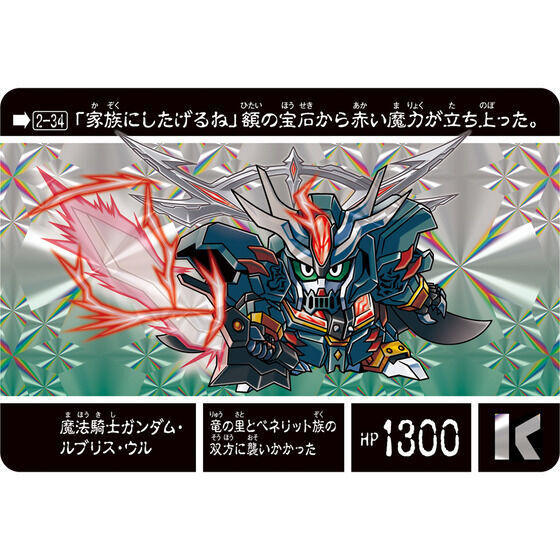 ➡ 2-34 「家族にしたげるね」額の宝石から赤い魔力が立ち上った。
魔法騎士ガンダム・
ルブリス・ウル
竜の里とベネリット族の
双方に襲いかかった
HP 1300
K